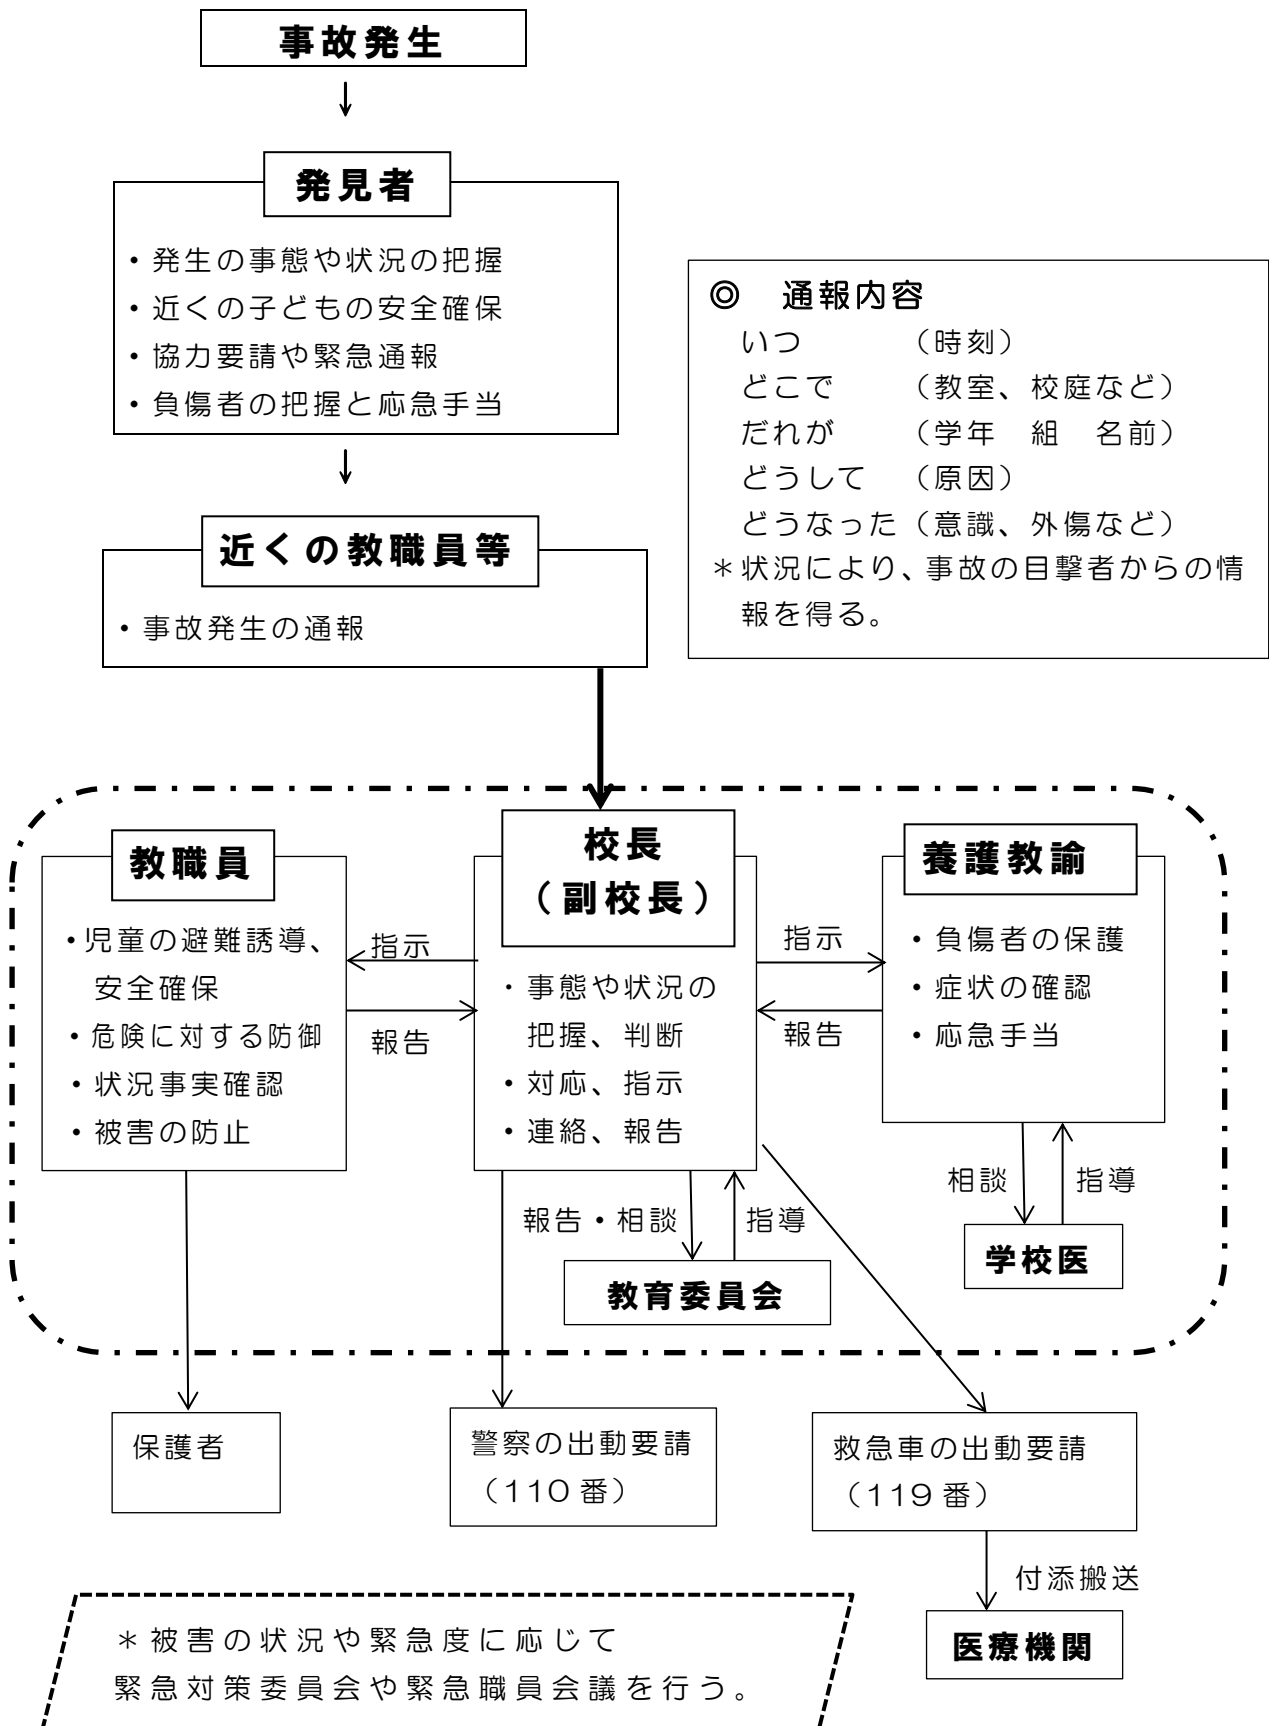 事故発生
発見者
・発生の事態や状況の把握
・近くの子どもの安全確保
・協力要請や緊急通報
・負傷者の把握と応急手当
◎　通報内容
いつ　　　（時刻）
どこで　　（教室、校庭など）
だれが　　（学年　組　名前）
どうして　（原因）
どうなった（意識、外傷など）
＊状況により、事故の目撃者からの情
報を得る。
近くの教職員等
・事故発生の通報
教職員
・児童の避難誘導、
安全確保
・危険に対する防御
・状況事実確認
・被害の防止
指示
報告
校長
（副校長）
・事態や状況の
把握、判断
・対応、指示
・連絡、報告
指示
報告
養護教諭
・負傷者の保護
・症状の確認
・応急手当
報告・相談
指導
教育委員会
相談
指導
学校医
保護者
警察の出動要請
（110番）
救急車の出動要請
（119番）
付添搬送
医療機関
＊被害の状況や緊急度に応じて
緊急対策委員会や緊急職員会議を行う。